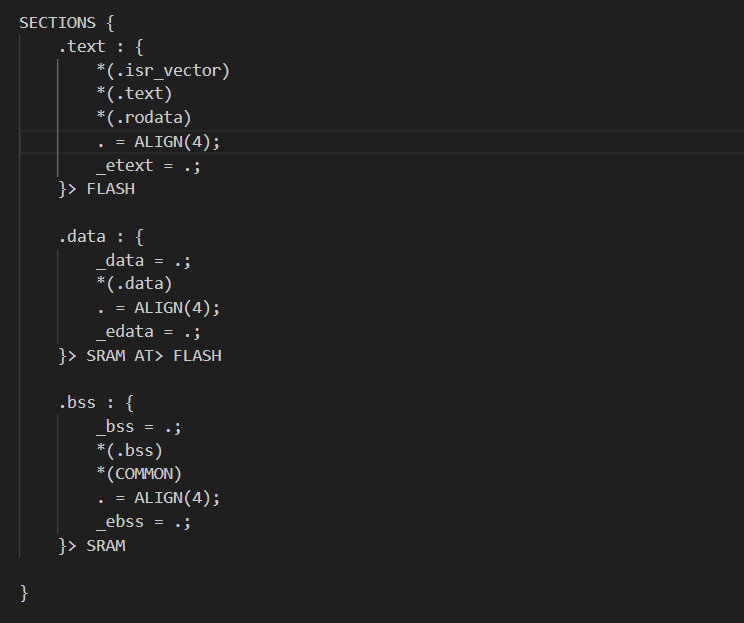 SECTIONS {
    .text : {
        *(.isr_vector)
        *(.text)
        *(.rodata)
        . = ALIGN(4);
        _etext = .;
    }> FLASH

    .data : {
        _data = .;
        *(.data)
        . = ALIGN(4);
        _edata = .;
    }> SRAM AT> FLASH

    .bss : {
        _bss = .;
        *(.bss)
        *(COMMON)
        . = ALIGN(4);
        _ebss = .;
    }> SRAM

}